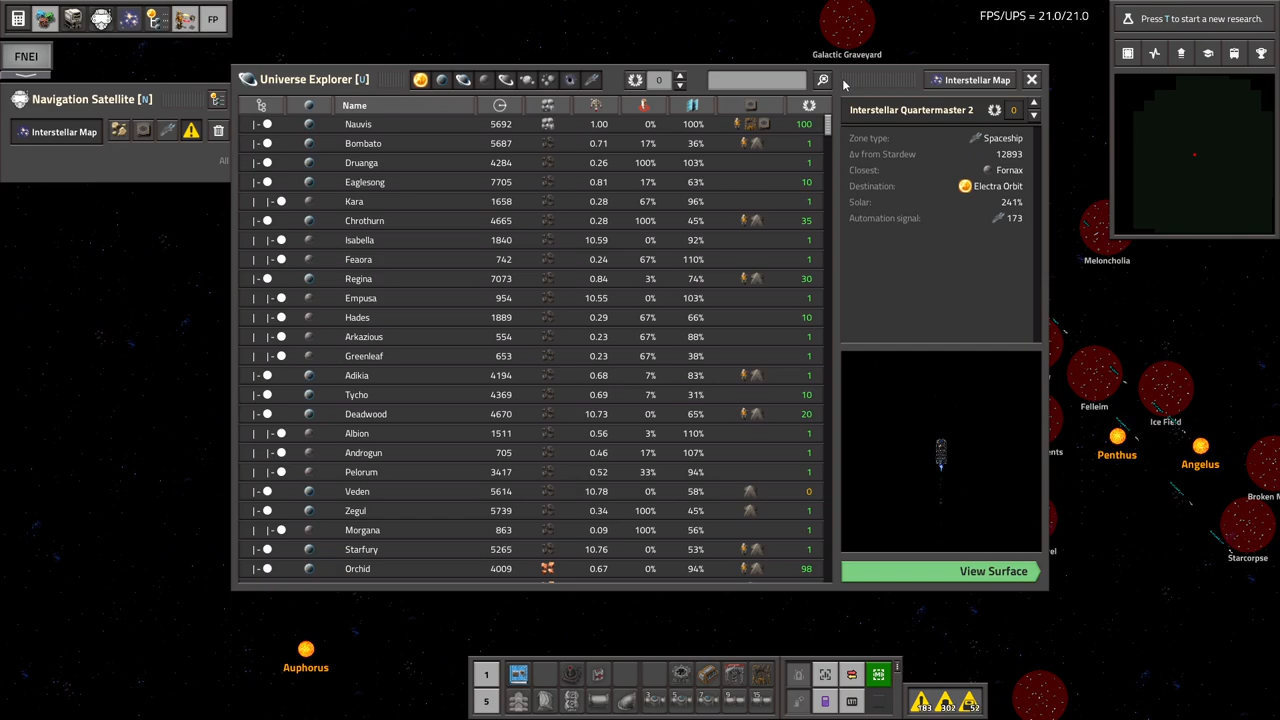 FP
FPS/UPS = 21.0/21.0
Press T to start a new research.
Galactic Graveyard
FNEI
Universe Explorer [U]
0
Interstellar Map
Navigation Satellite [N]
Interstellar Map
All
Name
Nauvis 5692 1.00 0% 100% 100
Bombato 5687 0.71 17% 36% 1
Druanga 4284 0.26 100% 103% 1
Eaglesong 7705 0.81 17% 63% 10
Kara 1658 0.28 67% 96% 1
Chrothurn 4665 0.28 100% 45% 35
Isabella 1840 10.59 0% 92% 1
Feaora 742 0.24 67% 110% 1
Regina 7073 0.84 3% 74% 30
Empusa 954 10.55 0% 103% 1
Hades 1889 0.29 67% 66% 10
Arkazious 554 0.23 67% 88% 1
Greenleaf 653 0.23 67% 38% 1
Adikia 4194 0.68 7% 83% 1
Tycho 4369 0.69 7% 31% 10
Deadwood 4670 10.73 0% 65% 20
Albion 1511 0.56 3% 110% 1
Androgun 705 0.46 17% 107% 1
Pelorum 3417 0.52 33% 94% 1
Veden 5614 10.78 0% 58% 0
Zegul 5739 0.34 100% 45% 1
Morgana 863 0.09 100% 56% 1
Starfury 5265 10.76 0% 53% 1
Orchid 4009 0.67 0% 94% 98
Interstellar Quartermaster 2 0
Zone type: Spaceship
Δv from Stardew 12893
Closest: Fornax
Destination: Electra Orbit
Solar: 241%
Automation signal: 173
View Surface
Meloncholia
Felleim
Ice Field
Penthus
Angelus
Starcorpse
Auphorus
1
5
183
302
52